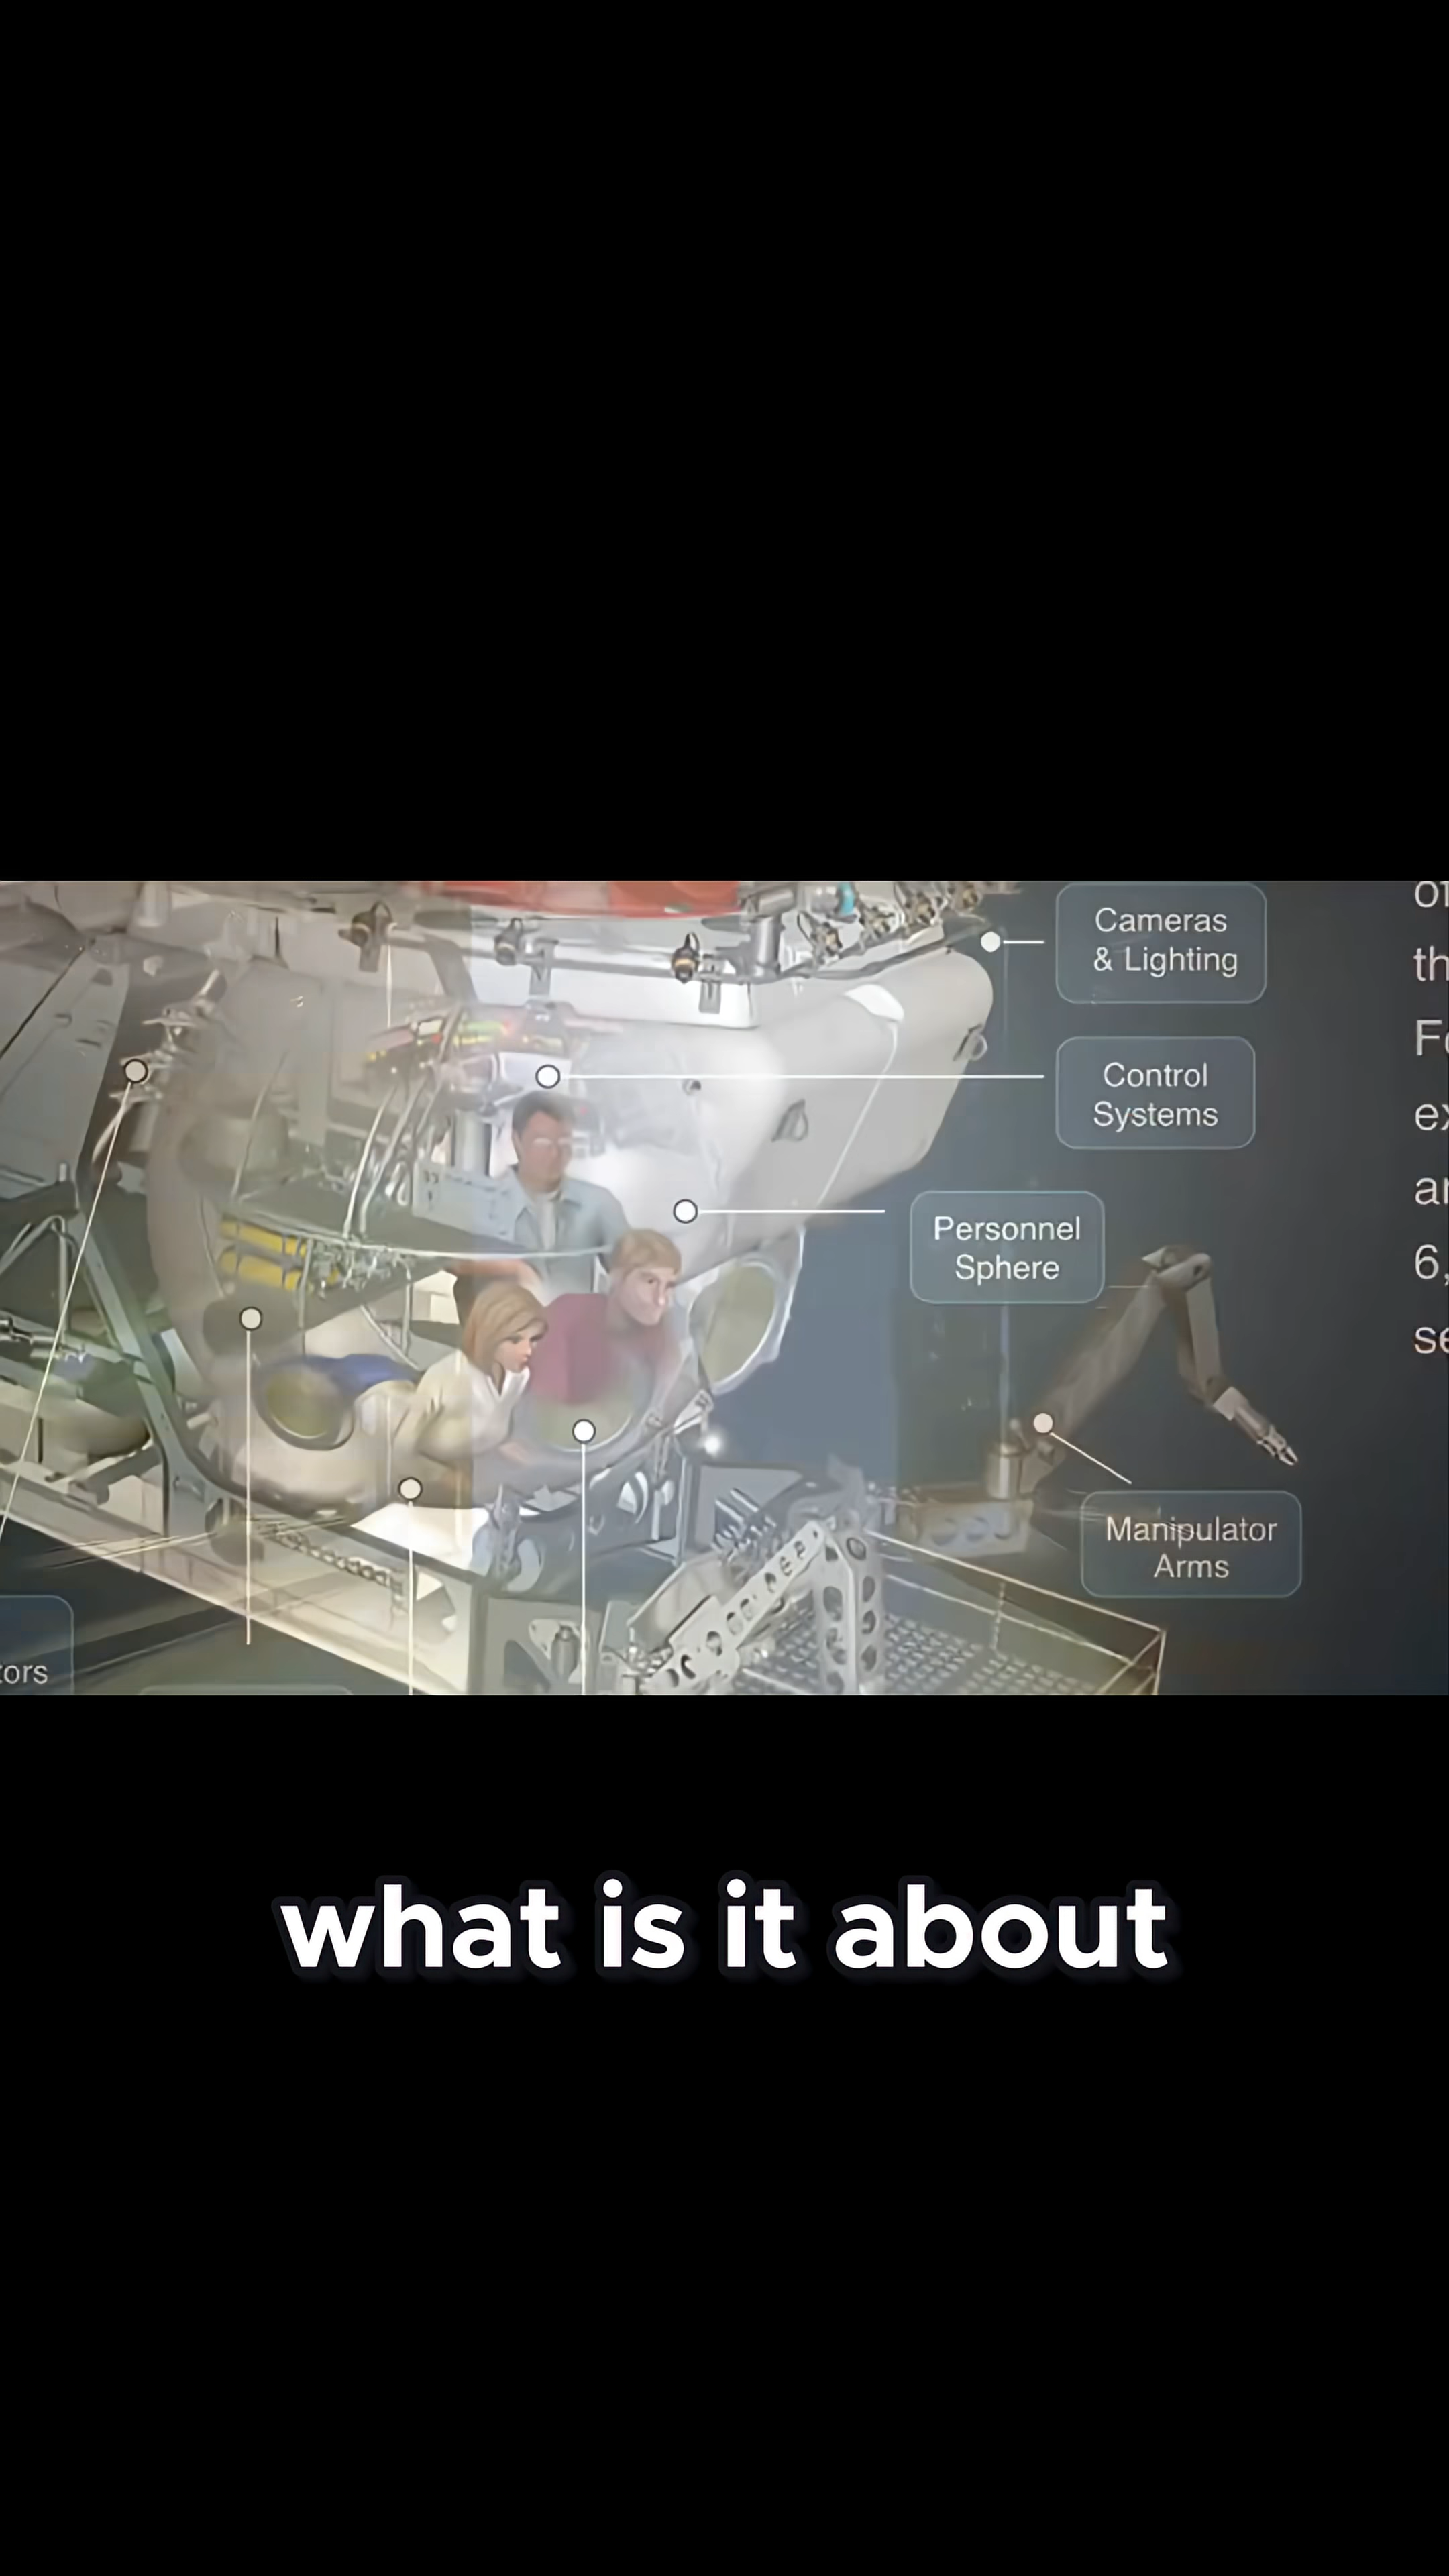 Cameras
& Lighting
Control
Systems
Personnel
Sphere
Manipulator
Arms
what is it about